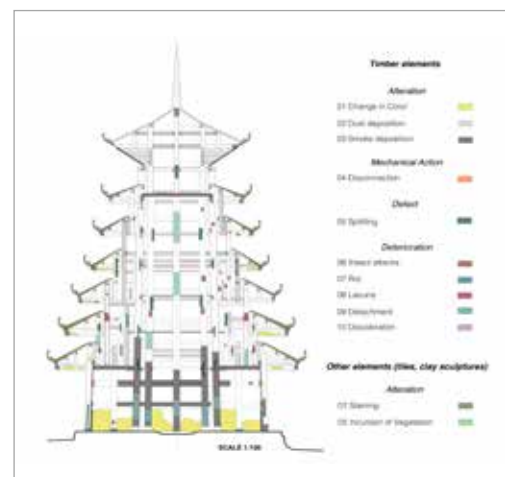 Timber elements
Alteration
01 Change in Color
02 Dust deposition
03 Smoke deposition
Mechanical Action
04 Disconnection
Defect
05 Splitting
Deterioration
06 Insect attacks
07 Rot
08 Lacuna
09 Detachment
10 Discoloration
Other elements (tiles, clay sculptures)
Alteration
01 Staining
02 Incursion of Vegetation
SCALE 1:100